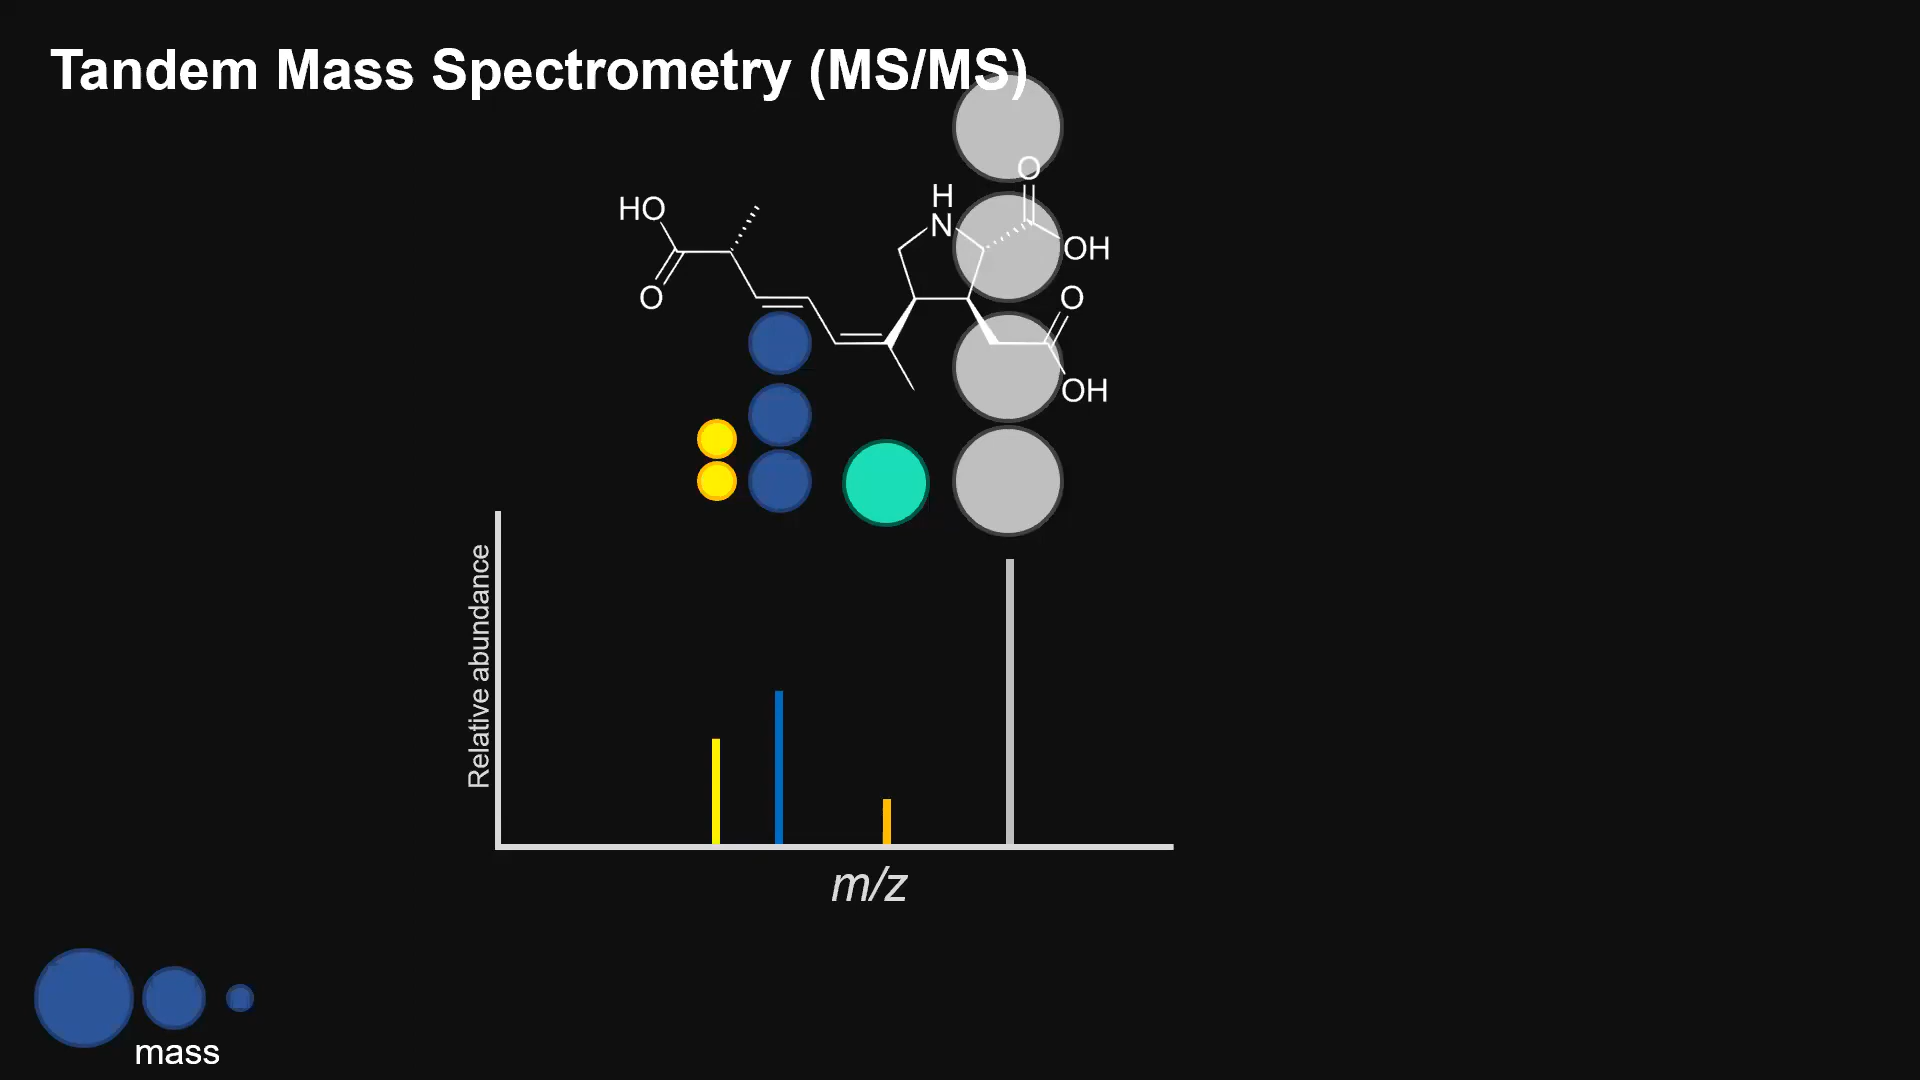 Tandem Mass Spectrometry (MS/MS)
O
H
N
HO
OH
O
O
OH
Relative abundance
m/z
mass